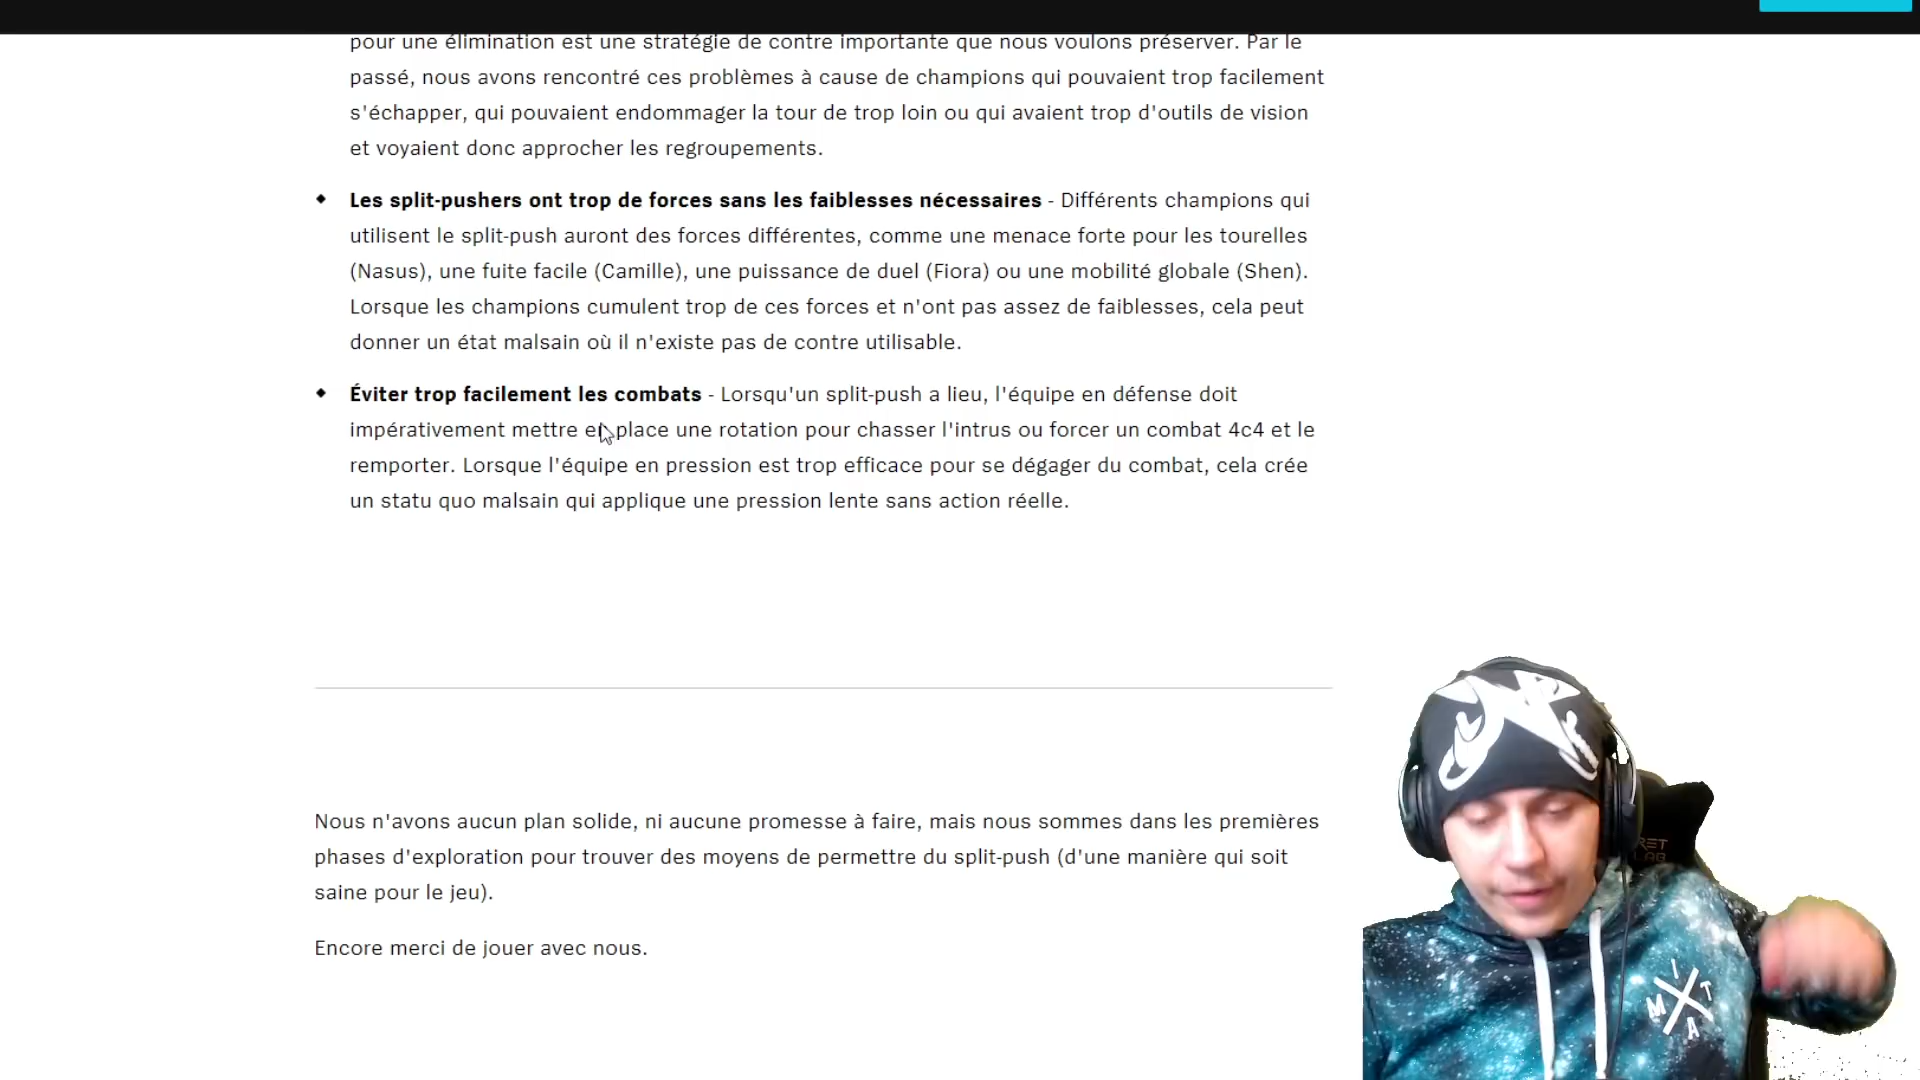 pour une élimination est une stratégie de contre importante que nous voulons préserver. Par le
passé, nous avons rencontré ces problèmes à cause de champions qui pouvaient trop facilement
s'échapper, qui pouvaient endommager la tour de trop loin ou qui avaient trop d'outils de vision
et voyaient donc approcher les regroupements.
Les split-pushers ont trop de forces sans les faiblesses nécessaires - Différents champions qui
utilisent le split-push auront des forces différentes, comme une menace forte pour les tourelles
(Nasus), une fuite facile (Camille), une puissance de duel (Fiora) ou une mobilité globale (Shen).
Lorsque les champions cumulent trop de ces forces et n'ont pas assez de faiblesses, cela peut
donner un état malsain où il n'existe pas de contre utilisable.
Éviter trop facilement les combats - Lorsqu'un split-push a lieu, l'équipe en défense doit
impérativement mettre en place une rotation pour chasser l'intrus ou forcer un combat 4c4 et le
remporter. Lorsque l'équipe en pression est trop efficace pour se dégager du combat, cela crée
un statu quo malsain qui applique une pression lente sans action réelle.
Nous n'avons aucun plan solide, ni aucune promesse à faire, mais nous sommes dans les premières
phases d'exploration pour trouver des moyens de permettre du split-push (d'une manière qui soit
saine pour le jeu).
Encore merci de jouer avec nous.
RET
LAB
I
M T
A